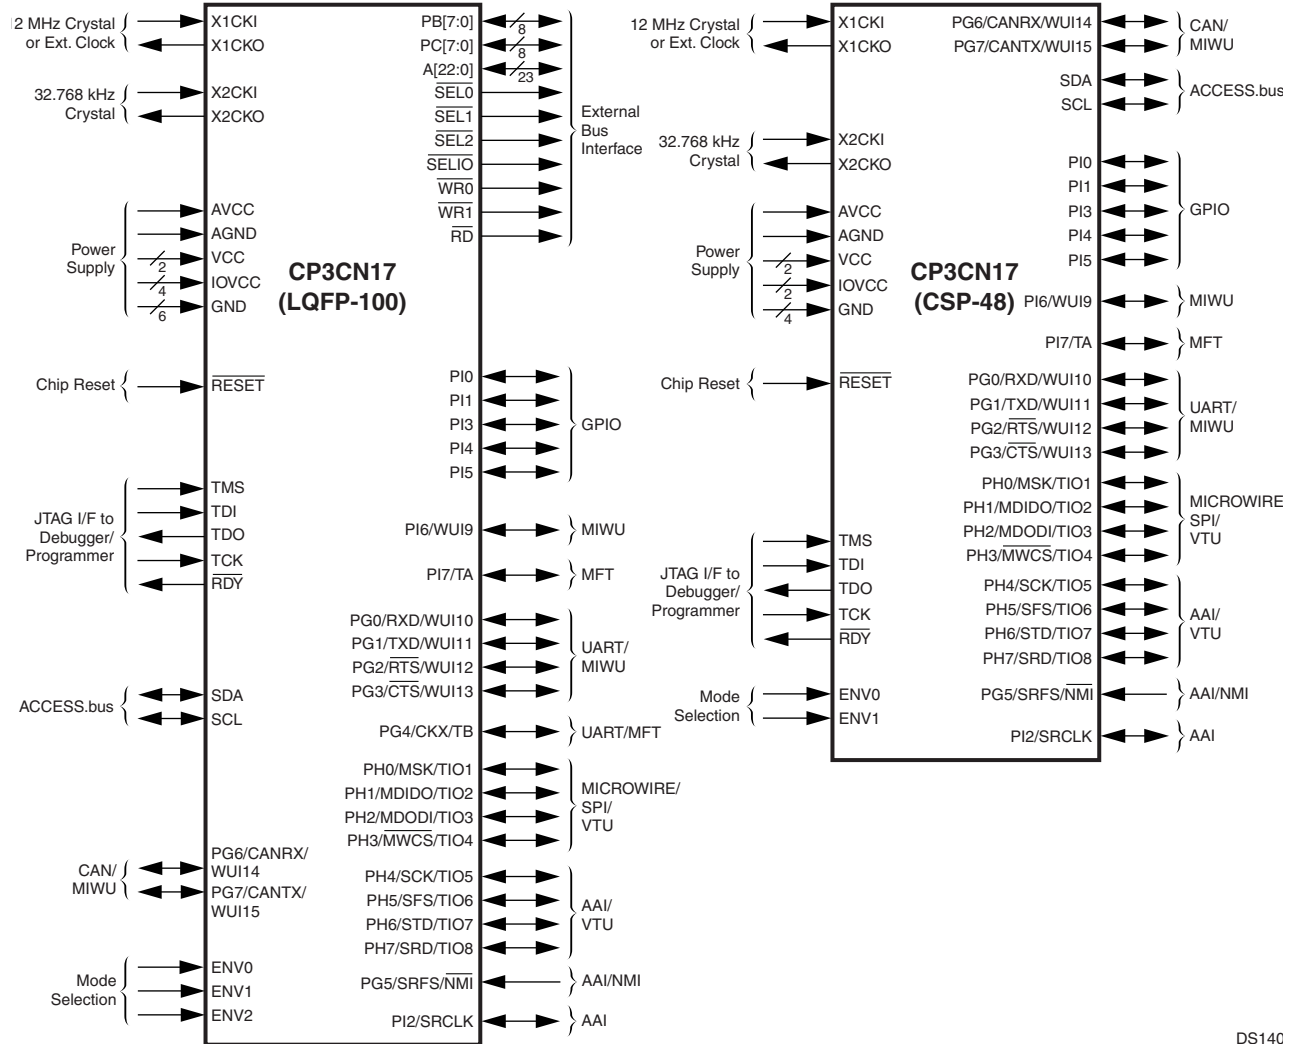 12 MHz Crystal
or Ext. Clock
X1CKI
X1CKO
32.768 kHz
Crystal
X2CKI
X2CKO
Power
Supply
AVCC
AGND
VCC
2
IOVCC
4
GND
6
Chip Reset
RESET
JTAG I/F to
Debugger/
Programmer
TMS
TDI
TDO
TCK
RDY
ACCESS.bus
SDA
SCL
CAN/
MIWU
PG6/CANRX/
WUI14
PG7/CANTX/
WUI15
Mode
Selection
ENV0
ENV1
ENV2
CP3CN17
(LQFP-100)
PB[7:0]
8
PC[7:0]
8
A[22:0]
23
SEL0
SEL1
SEL2
SELIO
WR0
WR1
RD
External
Bus
Interface
PI0
PI1
PI3
PI4
PI5
GPIO
PI6/WUI9
MIWU
PI7/TA
MFT
PG0/RXD/WUI10
PG1/TXD/WUI11
PG2/RTS/WUI12
PG3/CTS/WUI13
UART/
MIWU
PG4/CKX/TB
UART/MFT
PH0/MSK/TIO1
PH1/MDIDO/TIO2
PH2/MDODI/TIO3
PH3/MWCS/TIO4
MICROWIRE/
SPI/
VTU
PH4/SCK/TIO5
PH5/SFS/TIO6
PH6/STD/TIO7
PH7/SRD/TIO8
AAI/
VTU
PG5/SRFS/NMI
AAI/NMI
PI2/SRCLK
AAI
12 MHz Crystal
or Ext. Clock
X1CKI
X1CKO
32.768 kHz
Crystal
X2CKI
X2CKO
Power
Supply
AVCC
AGND
VCC
2
IOVCC
2
GND
4
Chip Reset
RESET
JTAG I/F to
Debugger/
Programmer
TMS
TDI
TDO
TCK
RDY
Mode
Selection
ENV0
ENV1
CP3CN17
(CSP-48)
PG6/CANRX/WUI14
PG7/CANTX/WUI15
CAN/
MIWU
SDA
SCL
ACCESS.bus
PI0
PI1
PI3
PI4
PI5
GPIO
PI6/WUI9
MIWU
PI7/TA
MFT
PG0/RXD/WUI10
PG1/TXD/WUI11
PG2/RTS/WUI12
PG3/CTS/WUI13
UART/
MIWU
PH0/MSK/TIO1
PH1/MDIDO/TIO2
PH2/MDODI/TIO3
PH3/MWCS/TIO4
MICROWIRE
SPI/
VTU
PH4/SCK/TIO5
PH5/SFS/TIO6
PH6/STD/TIO7
PH7/SRD/TIO8
AAI/
VTU
PG5/SRFS/NMI
AAI/NMI
PI2/SRCLK
AAI
DS140